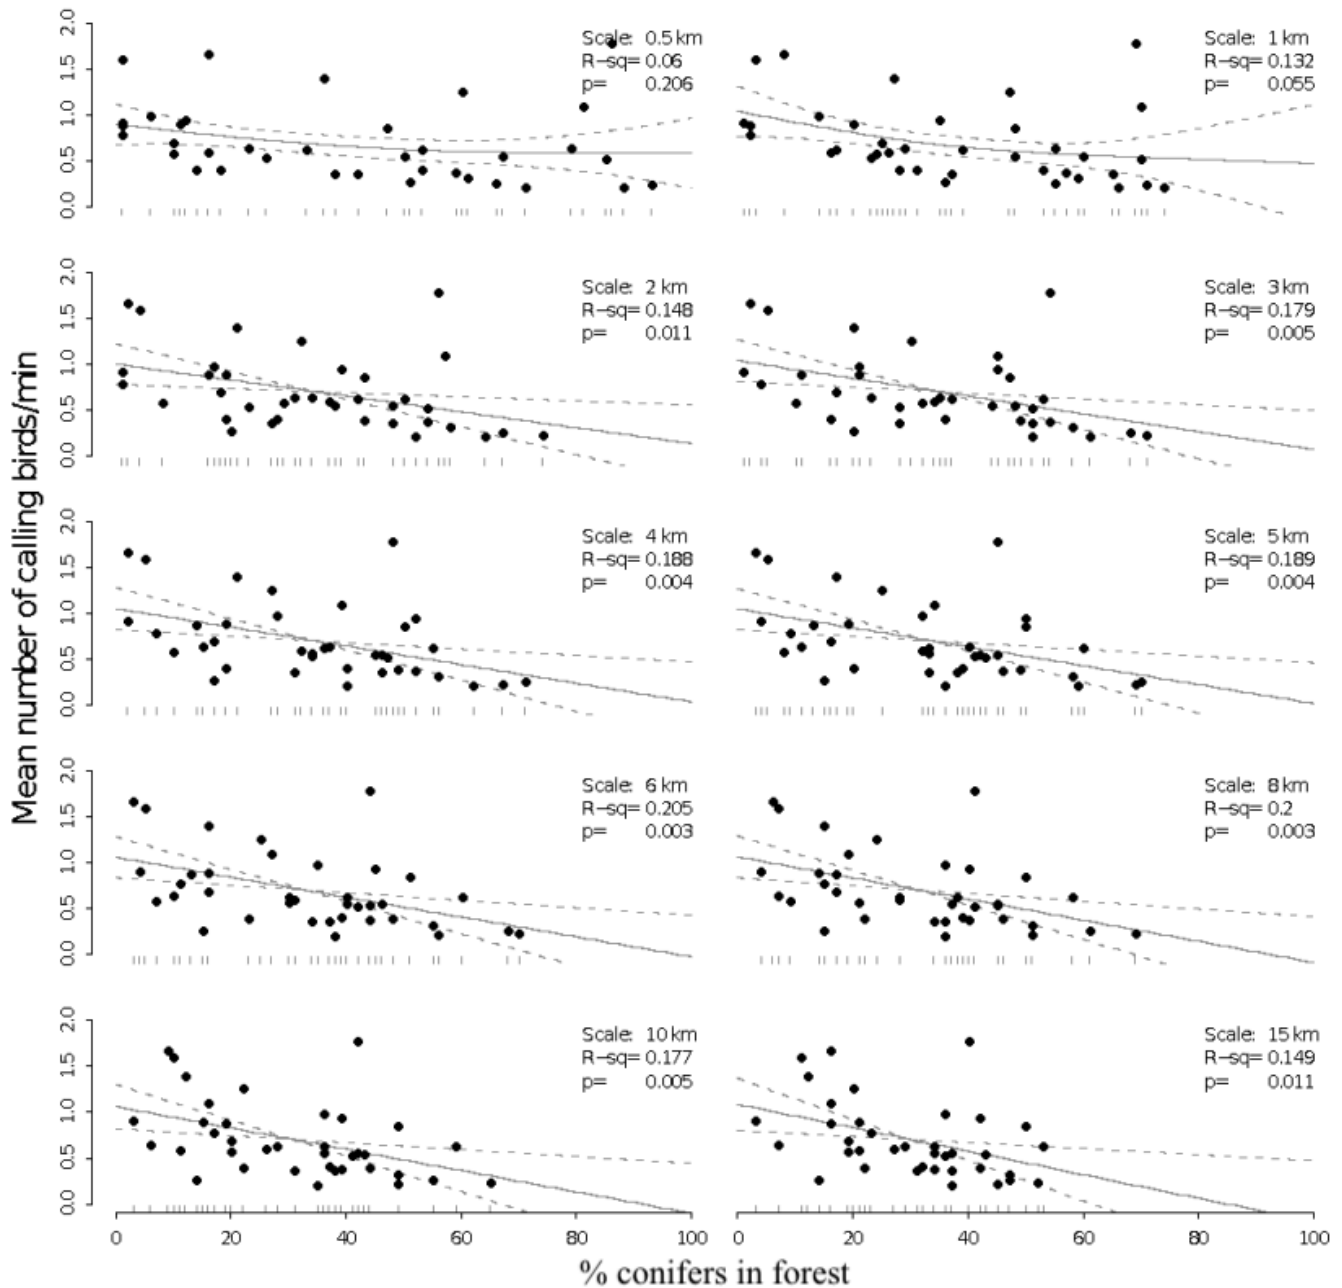 Mean number of calling birds/min
2.0
1.5
1.0
0.5
0.0
Scale: 0.5 km
R-sq= 0.06
p= 0.206
Scale: 1 km
R-sq= 0.132
p= 0.055
2.0
1.5
1.0
0.5
0.0
Scale: 2 km
R-sq= 0.148
p= 0.011
Scale: 3 km
R-sq= 0.179
p= 0.005
2.0
1.5
1.0
0.5
0.0
Scale: 4 km
R-sq= 0.188
p= 0.004
Scale: 5 km
R-sq= 0.189
p= 0.004
2.0
1.5
1.0
0.5
0.0
Scale: 6 km
R-sq= 0.205
p= 0.003
Scale: 8 km
R-sq= 0.2
p= 0.003
2.0
1.5
1.0
0.5
0.0
Scale: 10 km
R-sq= 0.177
p= 0.005
Scale: 15 km
R-sq= 0.149
p= 0.011
0 20 40 60 80 100
0 20 40 60 80 100
% conifers in forest